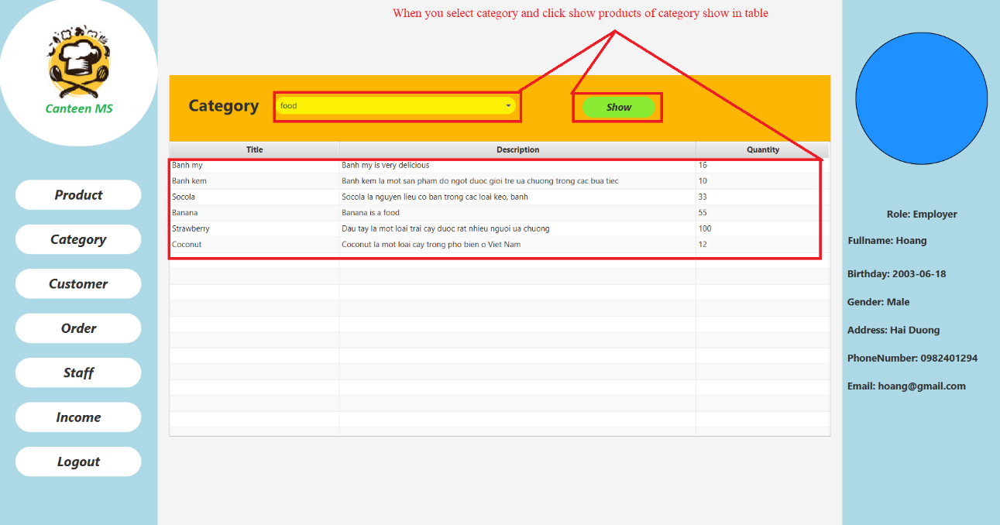 When you select category and click show products of category show in table
Canteen MS
Category
food
Show
Title Description Quantity
Banh my Banh my is very delicious 16
Banh kem Banh kem la mot san pham do ngot duoc gioi tre ua chuong trong cac bua tiec 10
Socola Socola la nguyen lieu co ban trong cac loai keo, banh 33
Banana Banana is a food 55
Strawberry Dau tay la mot loai trai cay duoc rat nhieu nguoi ua chuong 100
Coconut Coconut la mot loai cay trong pho bien o Viet Nam 12
Product
Category
Customer
Order
Staff
Income
Logout
Role: Employer
Fullname: Hoang
Birthday: 2003-06-18
Gender: Male
Address: Hai Duong
PhoneNumber: 0982401294
Email: hoang@gmail.com